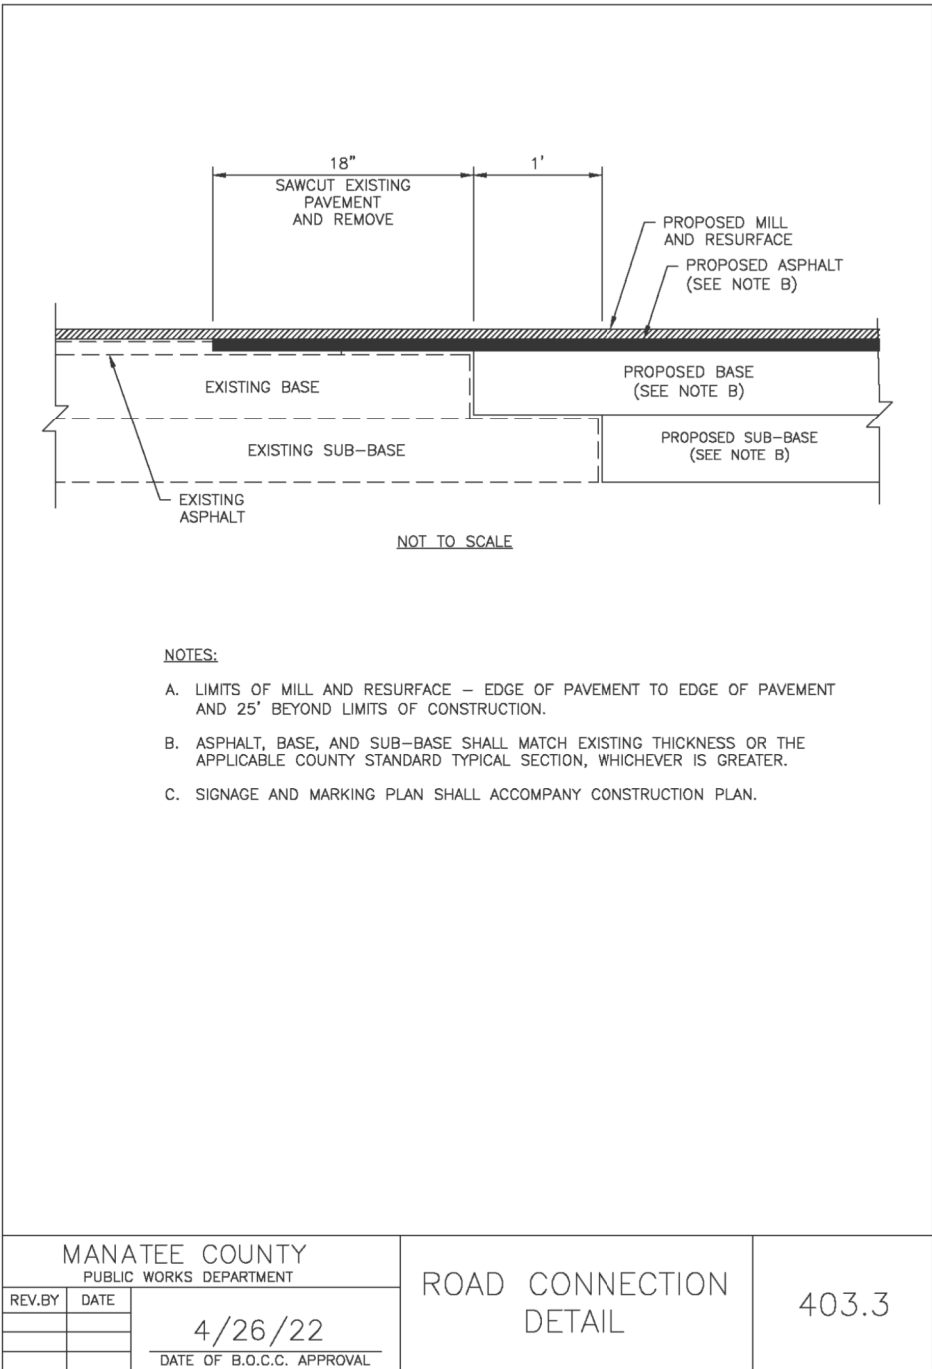 18"
SAWCUT EXISTING
PAVEMENT
AND REMOVE
1'
PROPOSED MILL
AND RESURFACE
PROPOSED ASPHALT
(SEE NOTE B)
EXISTING BASE
PROPOSED BASE
(SEE NOTE B)
EXISTING SUB-BASE
PROPOSED SUB-BASE
(SEE NOTE B)
EXISTING
ASPHALT
NOT TO SCALE
NOTES:
A. LIMITS OF MILL AND RESURFACE – EDGE OF PAVEMENT TO EDGE OF PAVEMENT
AND 25' BEYOND LIMITS OF CONSTRUCTION.
B. ASPHALT, BASE, AND SUB-BASE SHALL MATCH EXISTING THICKNESS OR THE
APPLICABLE COUNTY STANDARD TYPICAL SECTION, WHICHEVER IS GREATER.
C. SIGNAGE AND MARKING PLAN SHALL ACCOMPANY CONSTRUCTION PLAN.
MANATEE COUNTY
PUBLIC WORKS DEPARTMENT
REV.BY DATE
4/26/22
DATE OF B.O.C.C. APPROVAL
ROAD CONNECTION
DETAIL
403.3